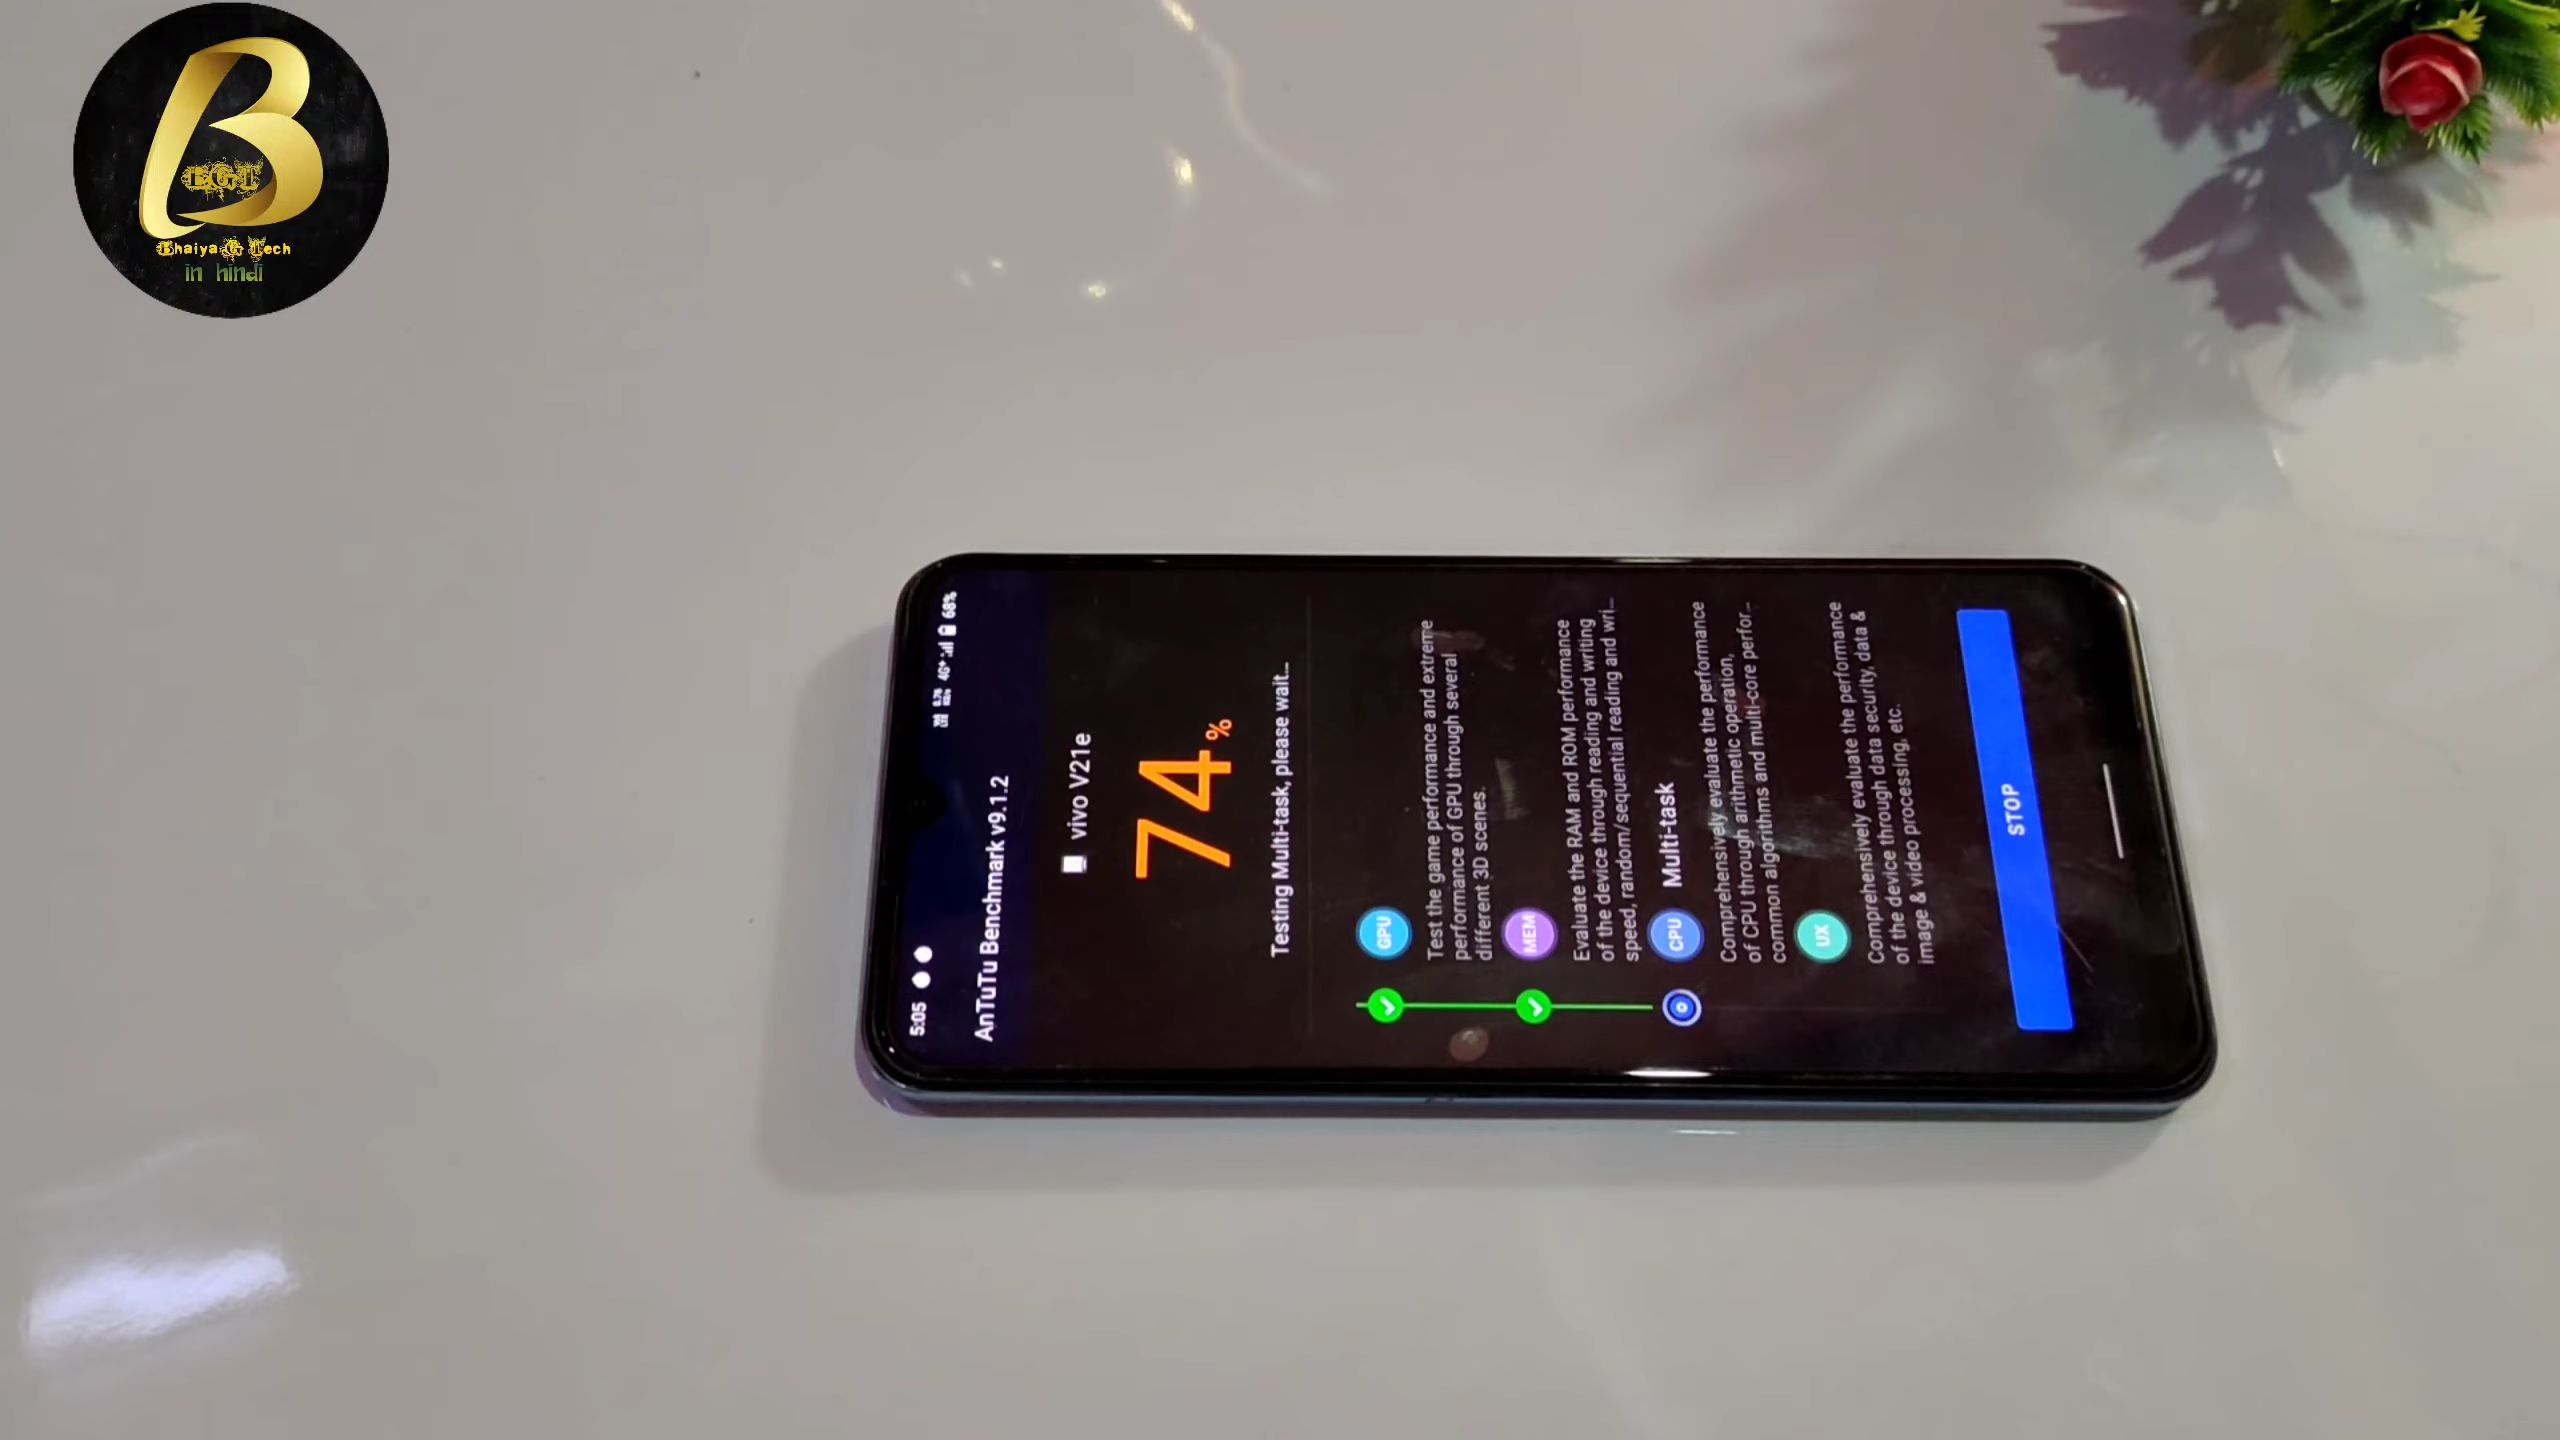 BGT
Bhaiya G Tech
in hindi
5:05
4G+ 68%
AnTuTu Benchmark v9.1.2
vivo V21e
74%
Testing Multi-task, please wait...
GPU
Test the game performance and extreme
performance of GPU through several
different 3D scenes.
MEM
Evaluate the RAM and ROM performance
of the device through reading and writing
speed, random/sequential reading and wri...
CPU
Multi-task
Comprehensively evaluate the performance
of CPU through arithmetic operation,
common algorithms and multi-core perfor...
UX
Comprehensively evaluate the performance
of the device through data security, data &
image & video processing, etc.
STOP